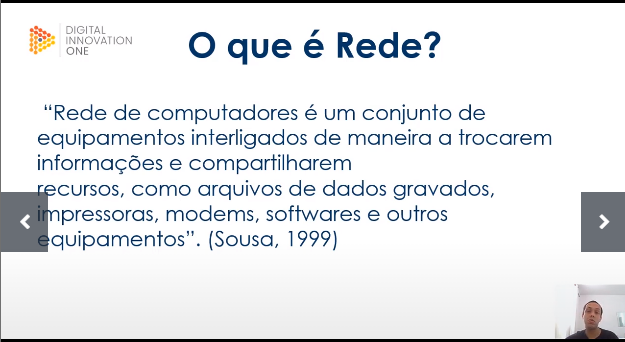 DIGITAL
INNOVATION
ONE
O que é Rede?
“Rede de computadores é um conjunto de
equipamentos interligados de maneira a trocarem
informações e compartilharem
recursos, como arquivos de dados gravados,
impressoras, modems, softwares e outros
equipamentos”. (Sousa, 1999)